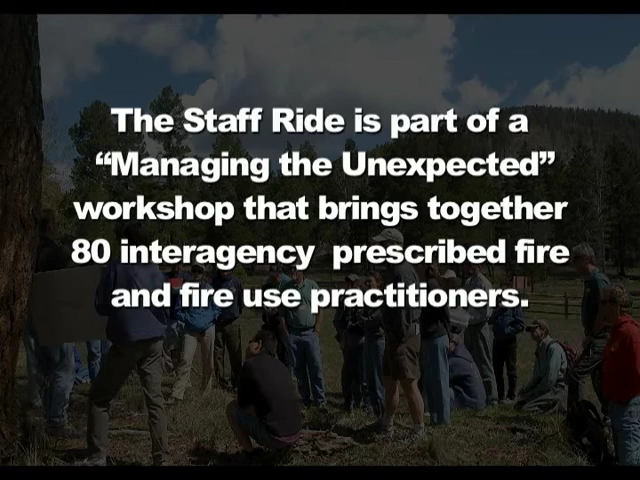 The Staff Ride is part of a
“Managing the Unexpected”
workshop that brings together
80 interagency prescribed fire
and fire use practitioners.